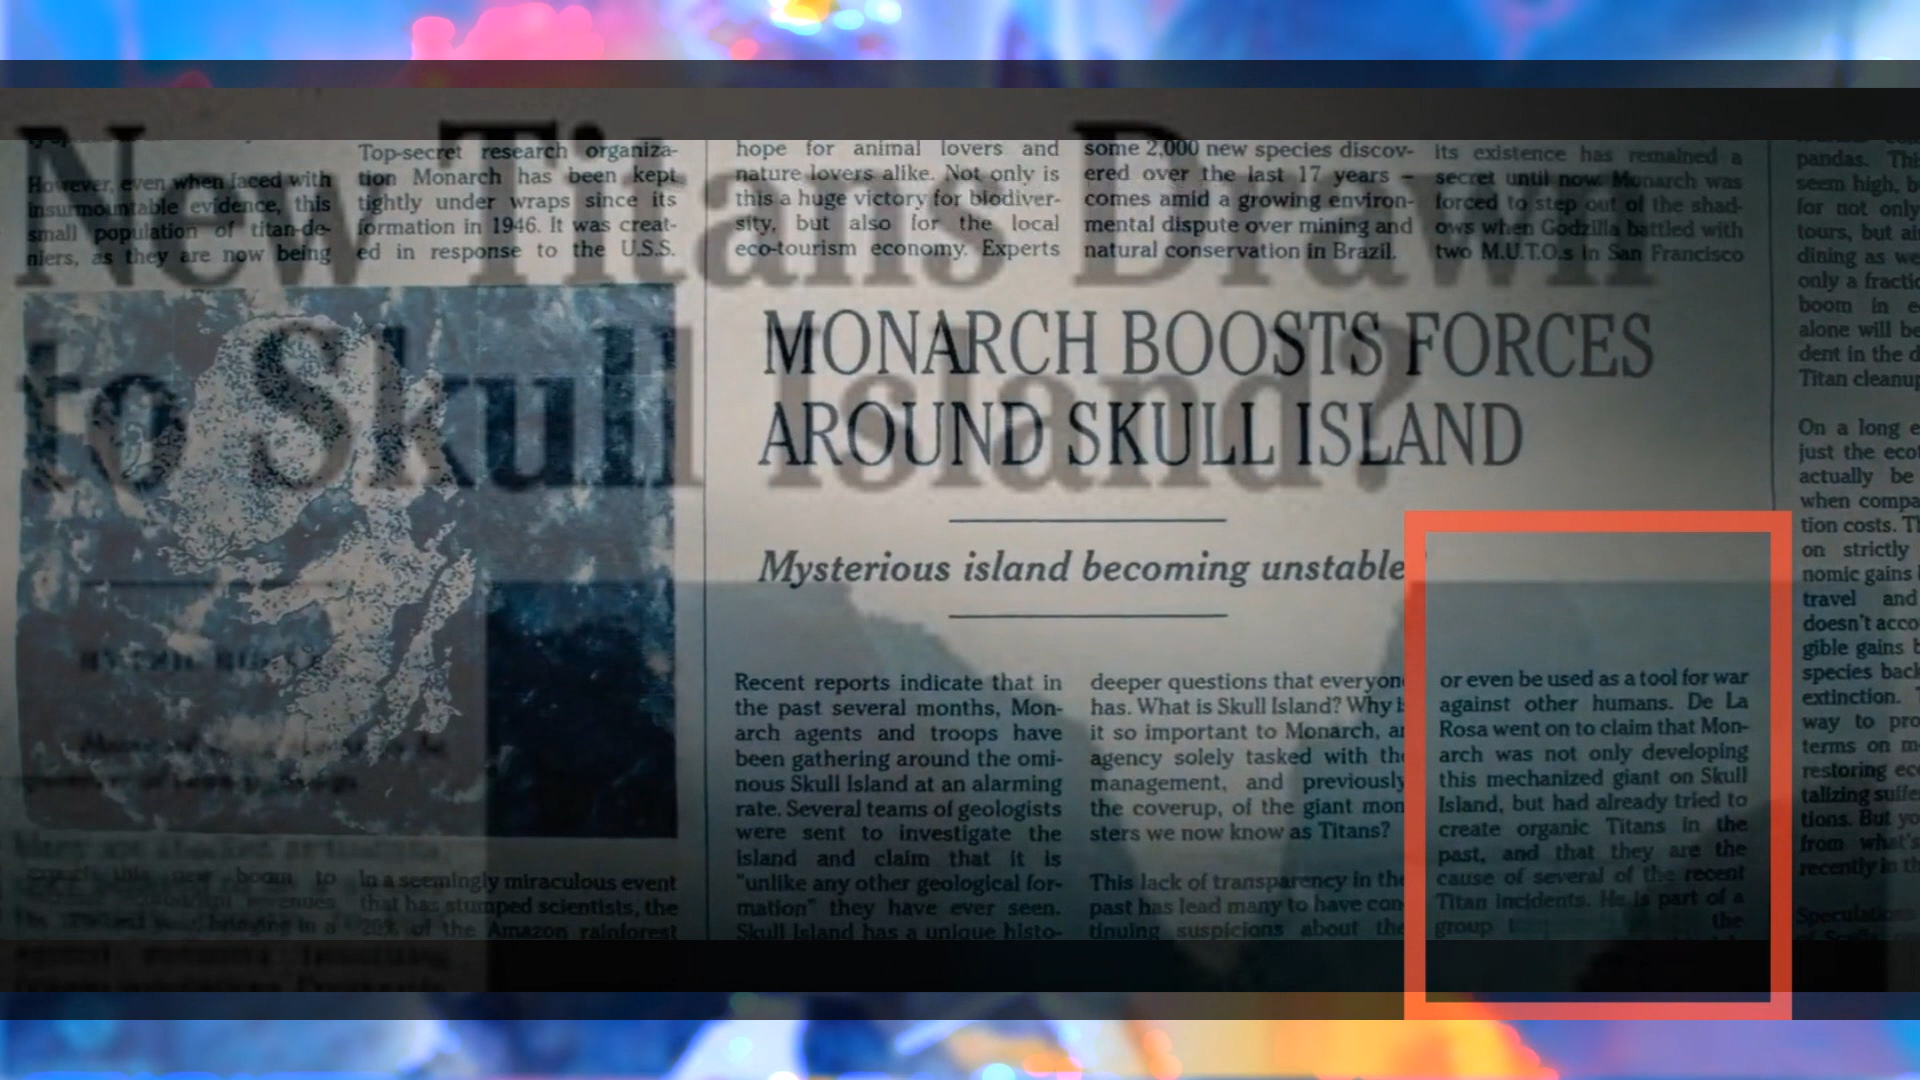 New Titans Drawn
to Skull Island?
However, even when faced with
insurmountable evidence, this
small population of titan-de-
niers, as they are now being
Top-secret research organiza-
tion Monarch has been kept
tightly under wraps since its
formation in 1946. It was creat-
ed in response to the U.S.S.
hope for animal lovers and
nature lovers alike. Not only is
this a huge victory for biodiver-
sity, but also for the local
eco-tourism economy. Experts
some 2,000 new species discov-
ered over the last 17 years –
comes amid a growing environ-
mental dispute over mining and
natural conservation in Brazil.
its existence has remained a
secret until now. Monarch was
forced to step out of the shad-
ows when Godzilla battled with
two M.U.T.O.s in San Francisco
MONARCH BOOSTS FORCES
AROUND SKULL ISLAND
Mysterious island becoming unstable
Recent reports indicate that in
the past several months, Mon-
arch agents and troops have
been gathering around the omi-
nous Skull Island at an alarming
rate. Several teams of geologists
were sent to investigate the
island and claim that it is
"unlike any other geological for-
mation" they have ever seen.
Skull Island has a unique histo-
deeper questions that everyon
has. What is Skull Island? Why i
it so important to Monarch, a
agency solely tasked with the
management, and previously
the coverup, of the giant mon
sters we now know as Titans?
This lack of transparency in the
past has lead many to have con
tinuing suspicions about the
or even be used as a tool for war
against other humans. De La
Rosa went on to claim that Mon-
arch was not only developing
this mechanized giant on Skull
Island, but had already tried to
create organic Titans in the
past, and that they are the
cause of several of the recent
Titan incidents. He is part of a
group the
pandas. This
seem high, b
for not only
tours, but ai
dining as we
only a fractio
boom in e
alone will be
dent in the d
Titan cleanup
On a long e
just the eco
actually be
when compa
tion costs. T
on strictly
nomic gains
travel and
doesn't acco
gible gains b
species back
extinction.
way to pro
terms on m
restoring eco
talizing suffe
tions. But yo
from what's
recently in th
Speculations
boom to
In a seemingly miraculous event
that has stumped scientists, the
20% of the Amazon rainforest